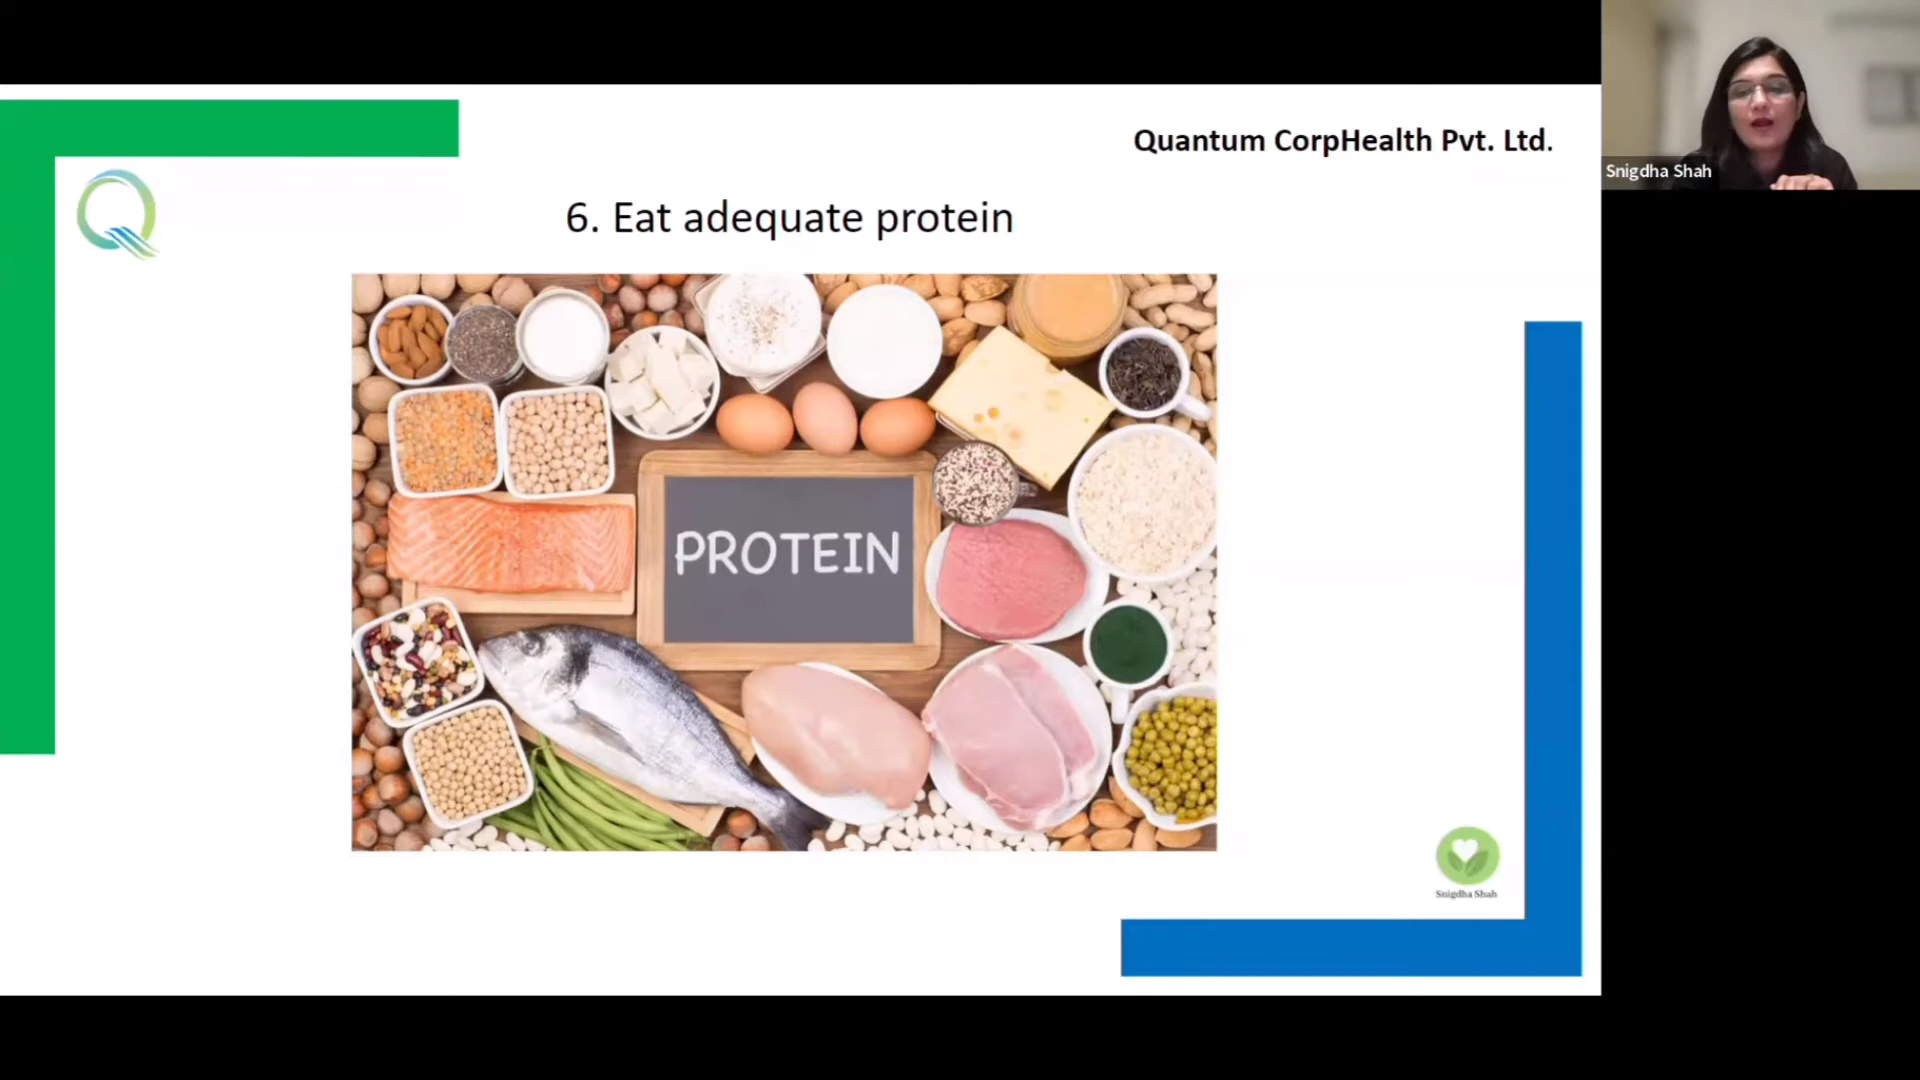 Quantum CorpHealth Pvt. Ltd.
Snigdha Shah
6. Eat adequate protein
PROTEIN
Snigdha Shah